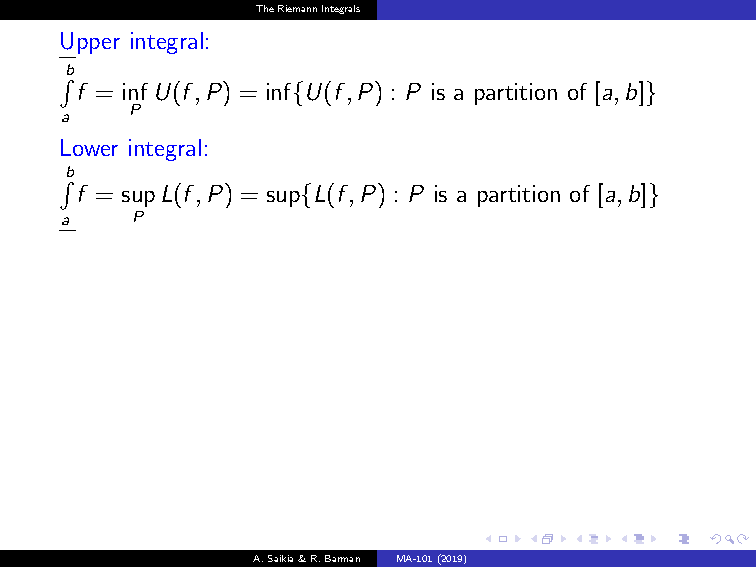 The Riemann Integrals
Upper integral:
b
∫f = inf U(f, P) = inf{U(f, P) : P is a partition of [a, b]}
a P
Lower integral:
b
∫f = sup L(f, P) = sup{L(f, P) : P is a partition of [a, b]}
a P
A. Saikia & R. Barman MA-101 (2019)